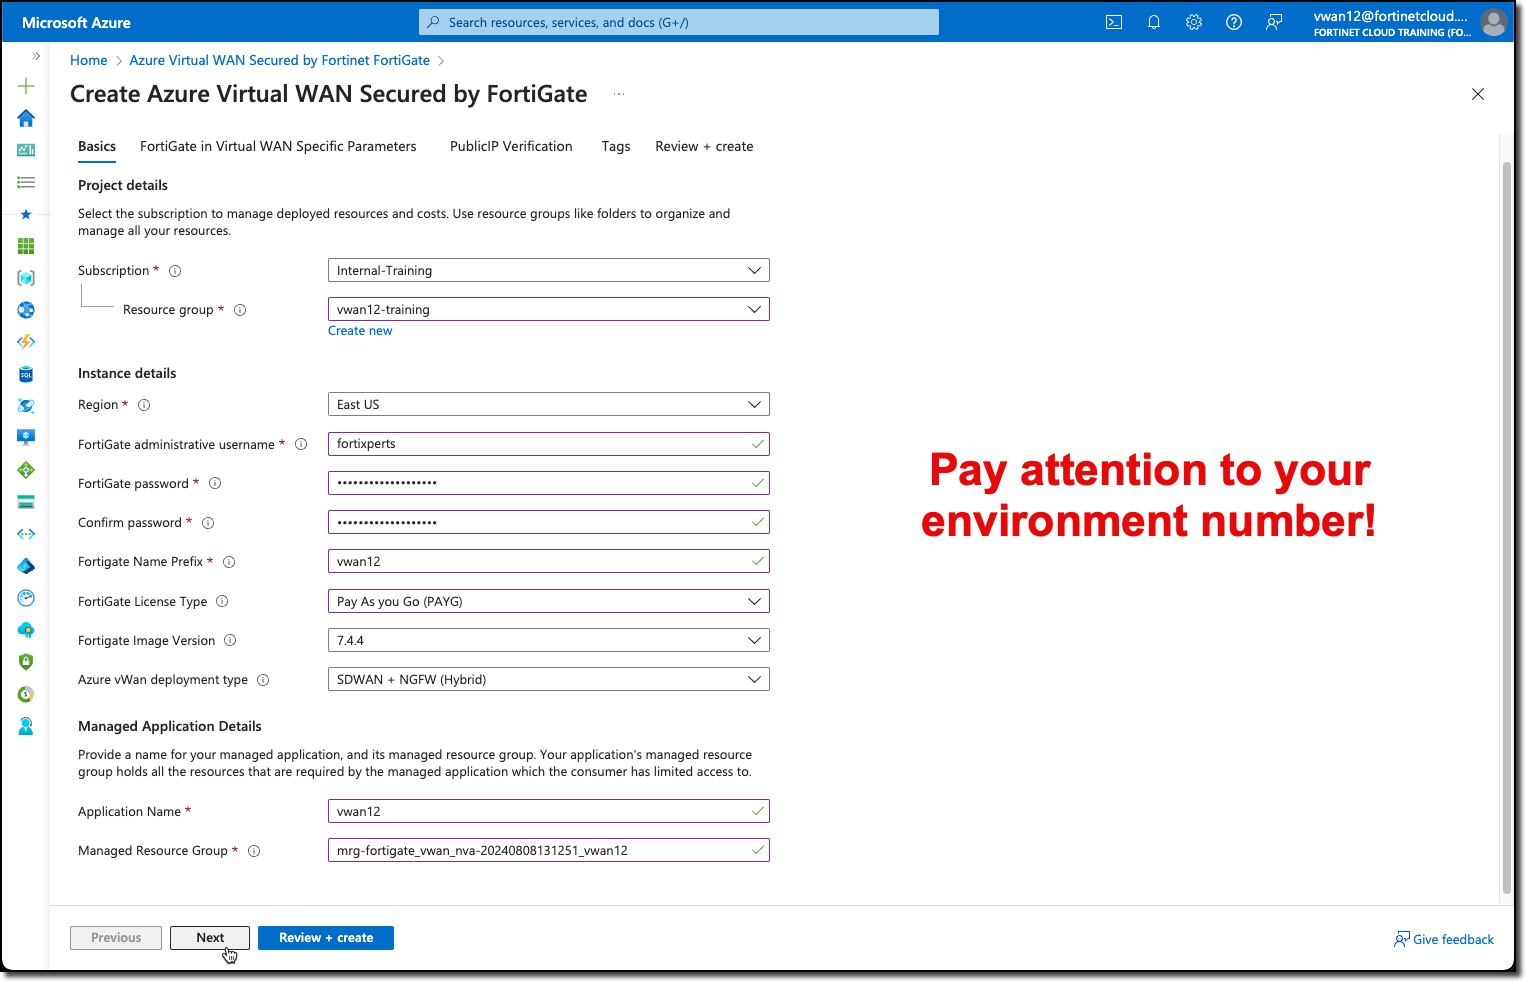 Microsoft Azure
Search resources, services, and docs (G+/)
vwan12@fortinetcloud....
FORTINET CLOUD TRAINING (FO...
Home > Azure Virtual WAN Secured by Fortinet FortiGate >
Create Azure Virtual WAN Secured by FortiGate ...
Basics FortiGate in Virtual WAN Specific Parameters PublicIP Verification Tags Review + create
Project details
Select the subscription to manage deployed resources and costs. Use resource groups like folders to organize and
manage all your resources.
Subscription * Internal-Training
Resource group * vwan12-training
Create new
Instance details
Region * East US
FortiGate administrative username * fortixperts
FortiGate password * •••••••••••••••••••
Confirm password * •••••••••••••••••••
Fortigate Name Prefix * vwan12
FortiGate License Type Pay As you Go (PAYG)
Fortigate Image Version 7.4.4
Azure vWan deployment type SDWAN + NGFW (Hybrid)
Pay attention to your
environment number!
Managed Application Details
Provide a name for your managed application, and its managed resource group. Your application's managed resource
group holds all the resources that are required by the managed application which the consumer has limited access to.
Application Name * vwan12
Managed Resource Group * mrg-fortigate_vwan_nva-20240808131251_vwan12
Previous Next Review + create
Give feedback